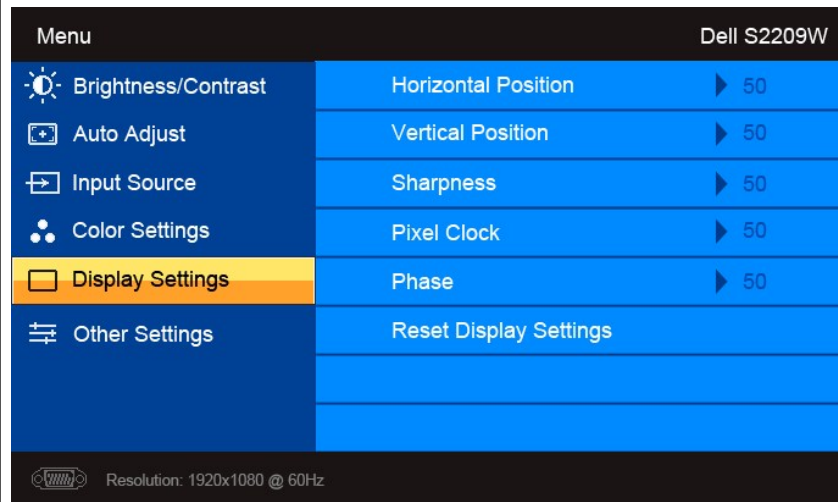 Menu Dell S2209W
Brightness/Contrast Horizontal Position 50
Auto Adjust Vertical Position 50
Input Source Sharpness 50
Color Settings Pixel Clock 50
Display Settings Phase 50
Other Settings Reset Display Settings
Resolution: 1920x1080 @ 60Hz